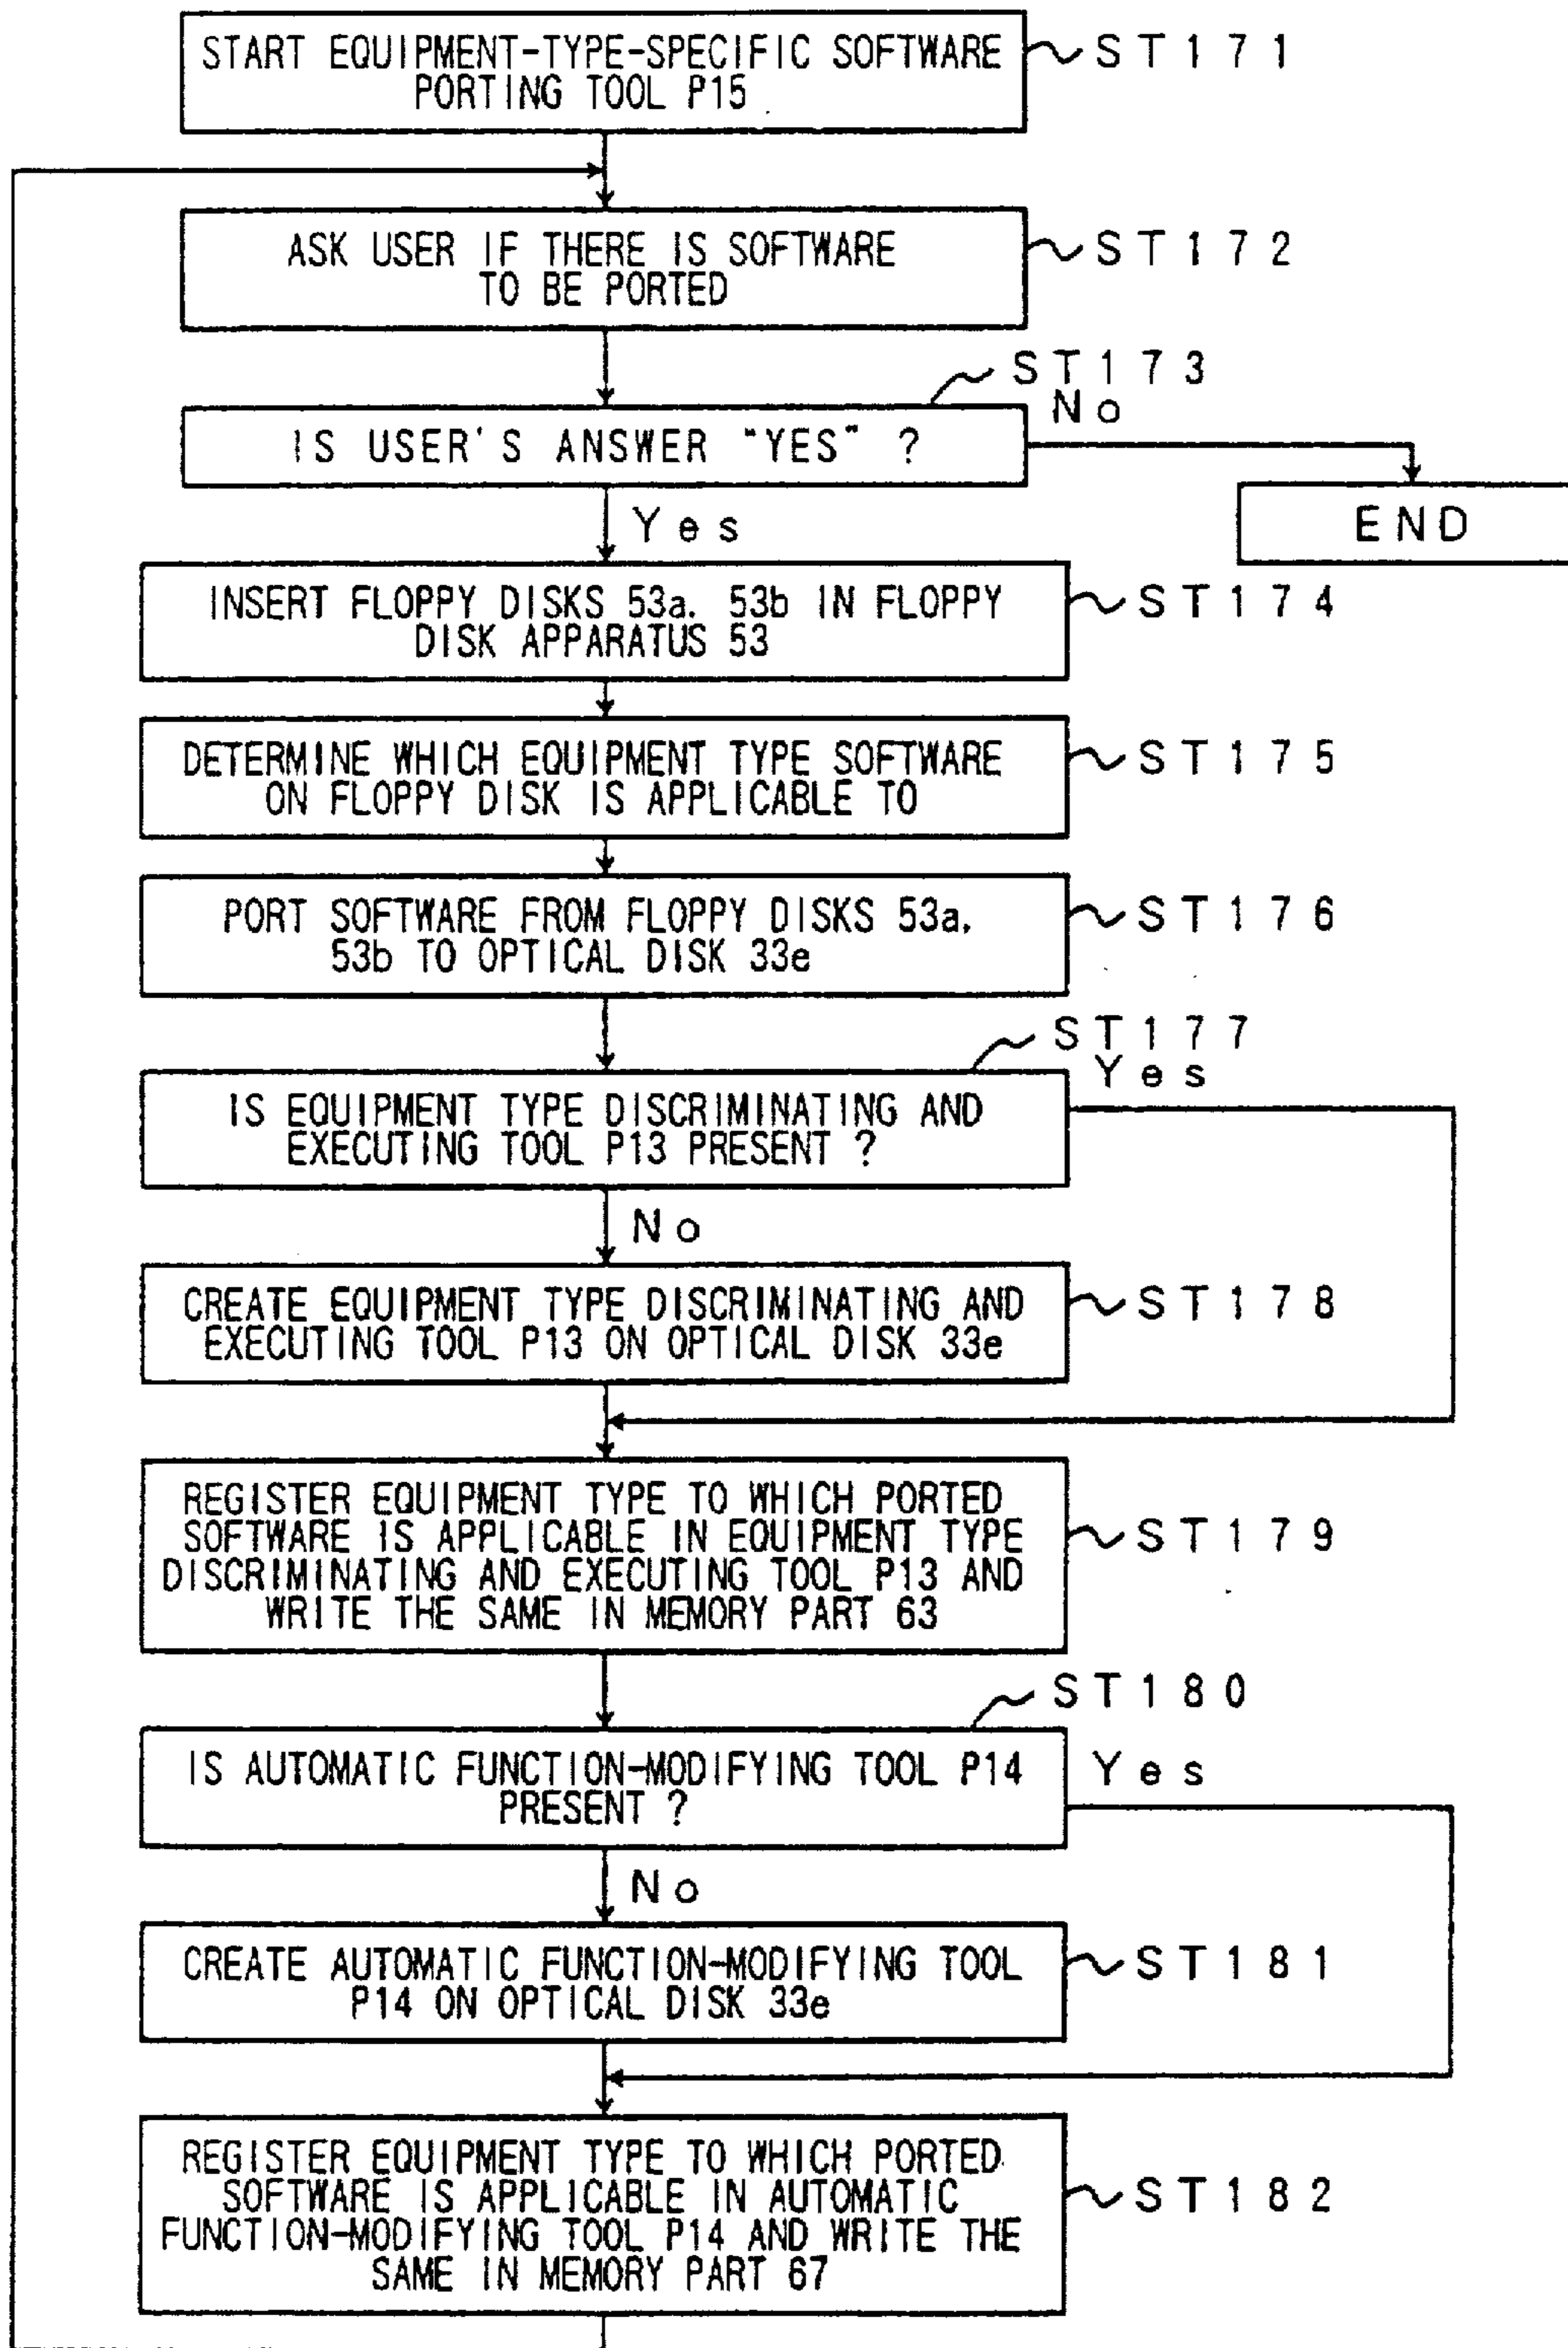 START EQUIPMENT-TYPE-SPECIFIC SOFTWARE
PORTING TOOL P15
ST171
ASK USER IF THERE IS SOFTWARE
TO BE PORTED
ST172
ST173
IS USER'S ANSWER "YES" ?
No
END
Yes
INSERT FLOPPY DISKS 53a. 53b IN FLOPPY
DISK APPARATUS 53
ST174
DETERMINE WHICH EQUIPMENT TYPE SOFTWARE
ON FLOPPY DISK IS APPLICABLE TO
ST175
PORT SOFTWARE FROM FLOPPY DISKS 53a.
53b TO OPTICAL DISK 33e
ST176
ST177
Yes
IS EQUIPMENT TYPE DISCRIMINATING AND
EXECUTING TOOL P13 PRESENT ?
No
CREATE EQUIPMENT TYPE DISCRIMINATING AND
EXECUTING TOOL P13 ON OPTICAL DISK 33e
ST178
REGISTER EQUIPMENT TYPE TO WHICH PORTED
SOFTWARE IS APPLICABLE IN EQUIPMENT TYPE
DISCRIMINATING AND EXECUTING TOOL P13 AND
WRITE THE SAME IN MEMORY PART 63
ST179
ST180
IS AUTOMATIC FUNCTION-MODIFYING TOOL P14
PRESENT ?
Yes
No
CREATE AUTOMATIC FUNCTION-MODIFYING TOOL
P14 ON OPTICAL DISK 33e
ST181
REGISTER EQUIPMENT TYPE TO WHICH PORTED
SOFTWARE IS APPLICABLE IN AUTOMATIC
FUNCTION-MODIFYING TOOL P14 AND WRITE THE
SAME IN MEMORY PART 67
ST182